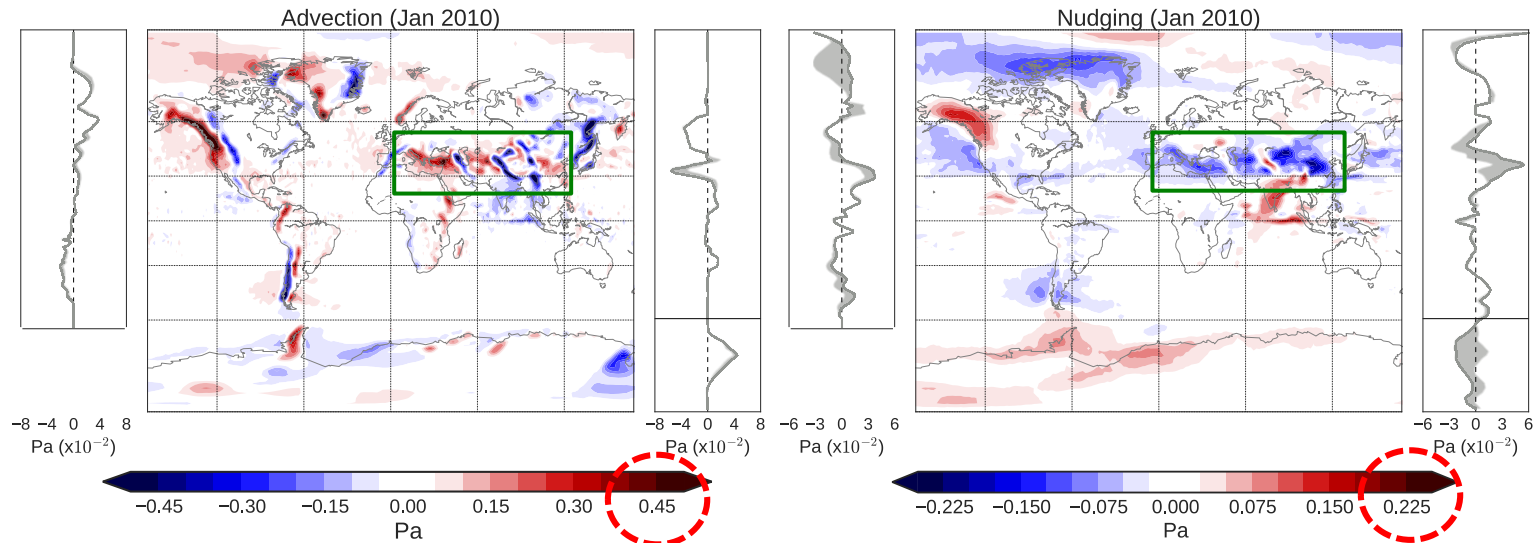 Advection (Jan 2010)
Nudging (Jan 2010)
−8 −4 0 4 8
Pa (x10⁻²)
−8 −4 0 4 8
Pa (x10⁻²)
−6 −3 0 3 6
Pa (x10⁻²)
−6 −3 0 3 6
Pa (x10⁻²)
−0.45 −0.30 −0.15 0.00 0.15 0.30 0.45
Pa
−0.225 −0.150 −0.075 0.000 0.075 0.150 0.225
Pa